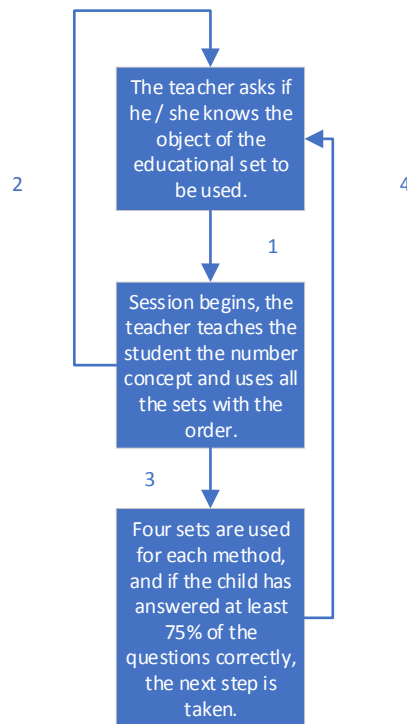 The teacher asks if
he / she knows the
object of the
educational set to
be used.
2
4
1
Session begins, the
teacher teaches the
student the number
concept and uses all
the sets with the
order.
3
Four sets are used
for each method,
and if the child has
answered at least
75% of the
questions correctly,
the next step is
taken.